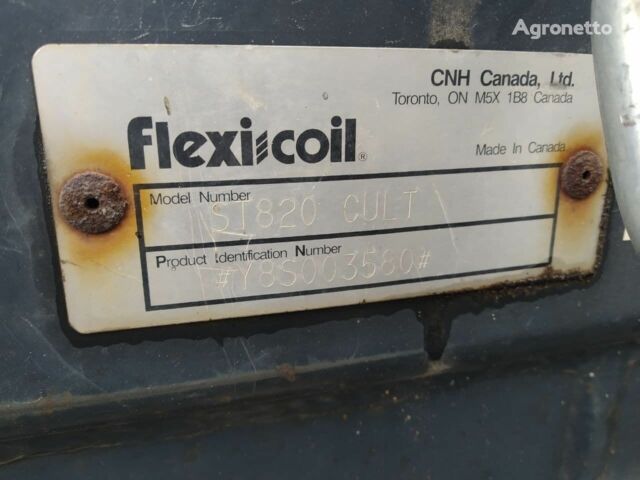 Agronetto
CNH Canada, Ltd.
Toronto, ON M5X 1B8 Canada
flexi-coil®
Made In Canada
Model Number
ST820 CULT
Product Identification Number
#Y8S003580#